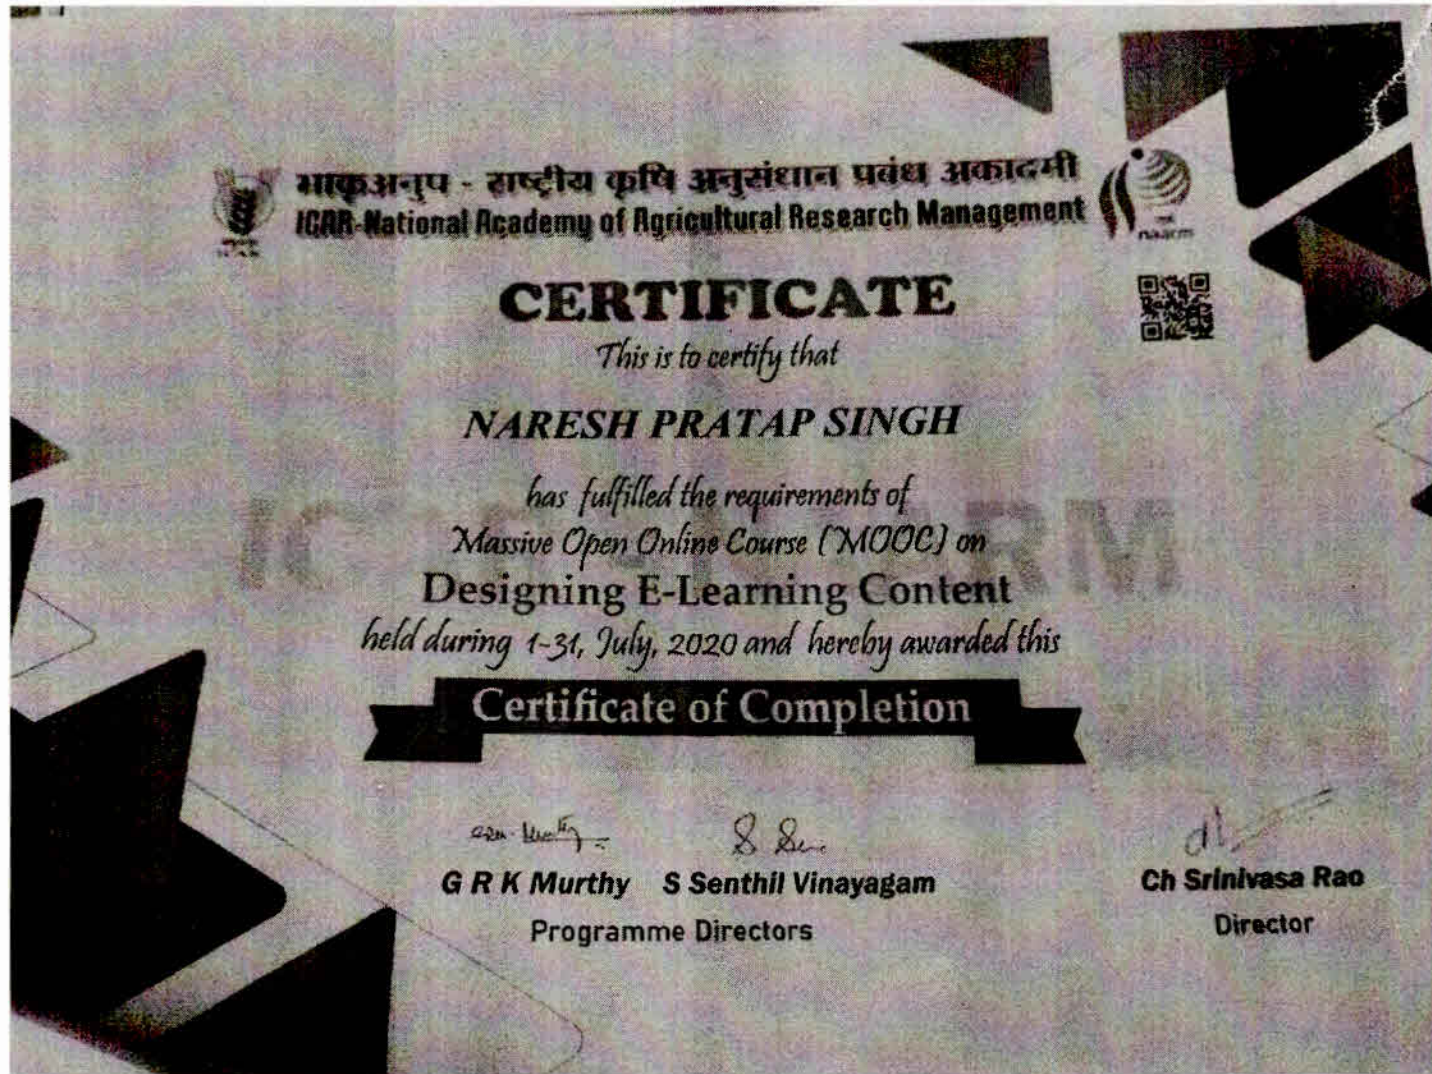 भाकृअनुप - राष्ट्रीय कृषि अनुसंधान प्रबंध अकादमी
ICAR-National Academy of Agricultural Research Management
ICAR
naarm
CERTIFICATE
This is to certify that
NARESH PRATAP SINGH
has fulfilled the requirements of
Massive Open Online Course (MOOC) on
Designing E-Learning Content
held during 1-31, July, 2020 and hereby awarded this
Certificate of Completion
G R K Murthy S Senthil Vinayagam
Programme Directors
Ch Srinivasa Rao
Director